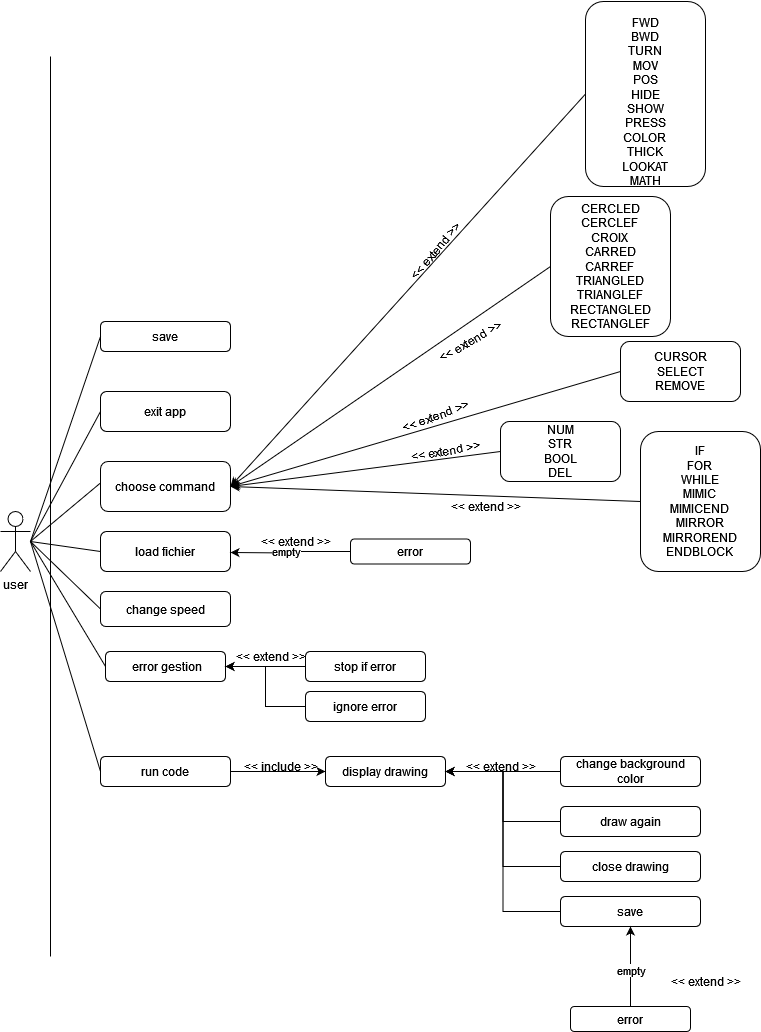 FWD
BWD
TURN
MOV
POS
HIDE
SHOW
PRESS
COLOR
THICK
LOOKAT
MATH
<< extend >>
CERCLED
CERCLEF
CROIX
CARRED
CARREF
TRIANGLED
TRIANGLEF
RECTANGLED
RECTANGLEF
<< extend >>
save
CURSOR
SELECT
REMOVE
<< extend >>
exit app
NUM
STR
BOOL
DEL
<< extend >>
IF
FOR
WHILE
MIMIC
MIMICEND
MIRROR
MIRROREND
ENDBLOCK
<< extend >>
choose command
user
load fichier
<< extend >>
empty
error
change speed
error gestion
<< extend >>
stop if error
ignore error
run code
<< include >>
display drawing
<< extend >>
change background
color
draw again
close drawing
save
empty
<< extend >>
error